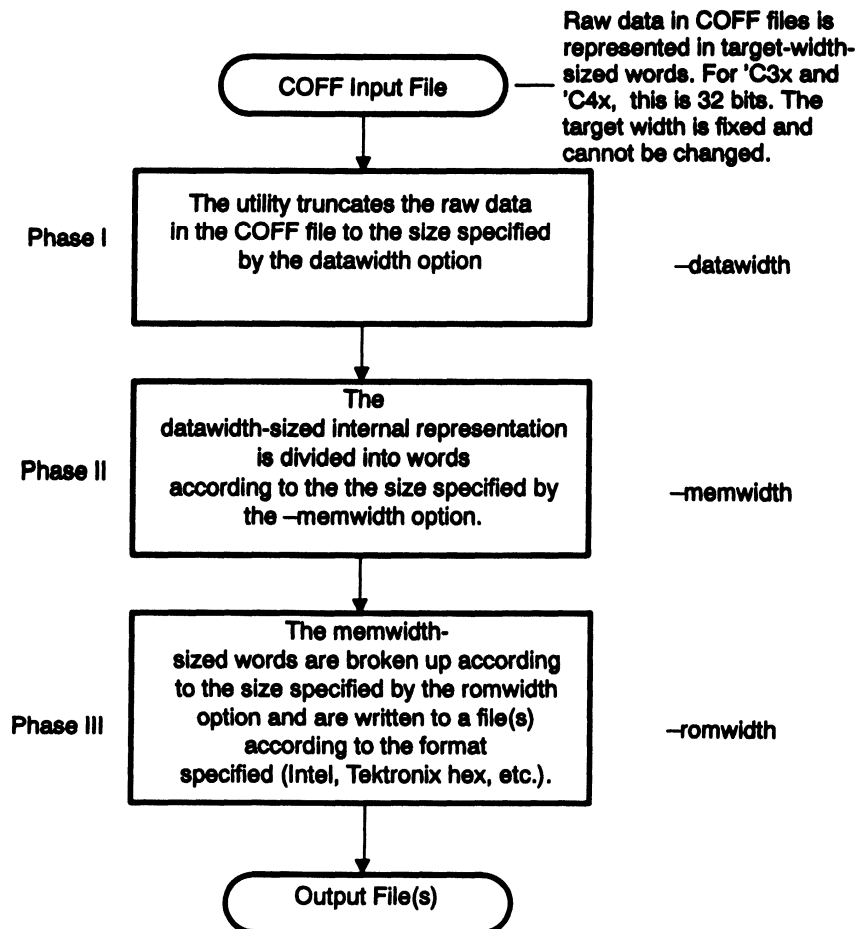 Raw data in COFF files is
represented in target-width-
sized words. For 'C3x and
'C4x, this is 32 bits. The
target width is fixed and
cannot be changed.
COFF Input File
Phase I
The utility truncates the raw data
in the COFF file to the size specified
by the datawidth option
–datawidth
Phase II
The
datawidth-sized internal representation
is divided into words
according to the the size specified by
the –memwidth option.
–memwidth
Phase III
The memwidth-
sized words are broken up according
to the size specified by the romwidth
option and are written to a file(s)
according to the format
specified (Intel, Tektronix hex, etc.).
–romwidth
Output File(s)